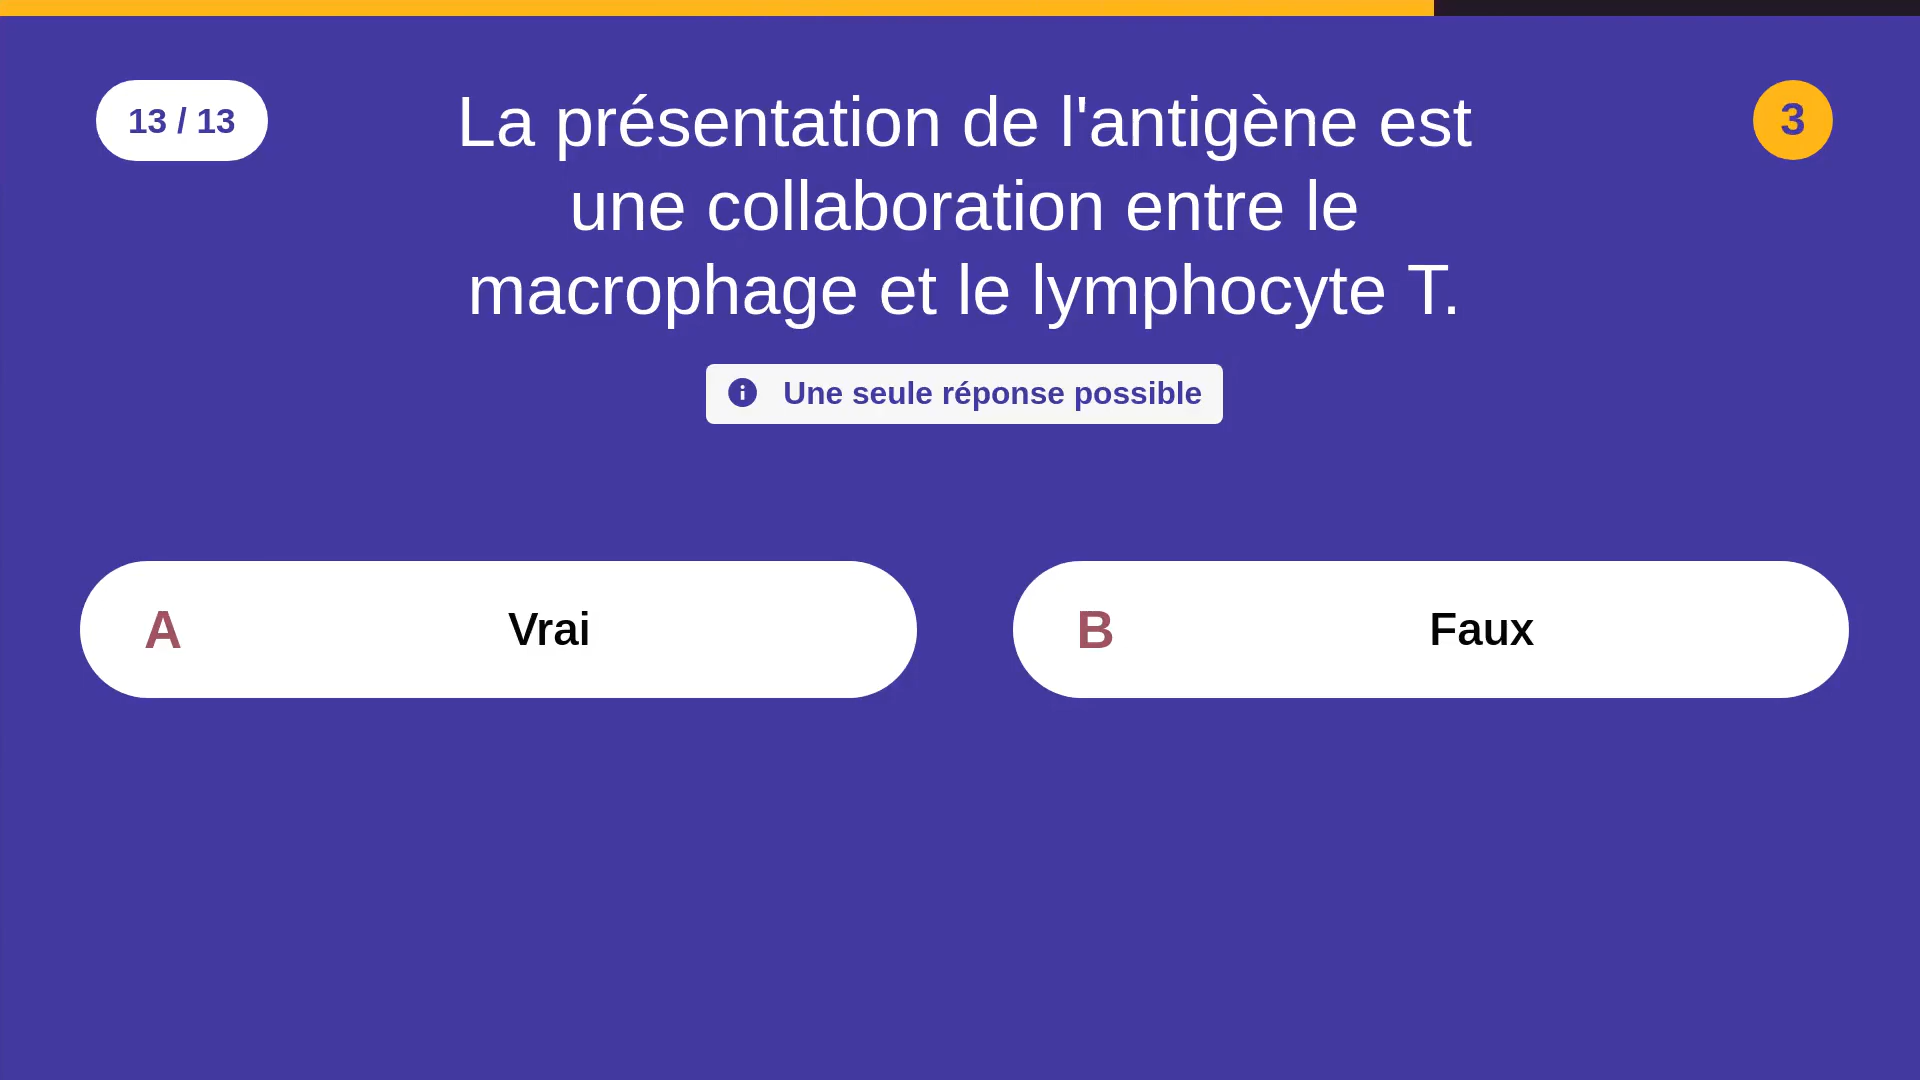 13 / 13
La présentation de l'antigène est
une collaboration entre le
macrophage et le lymphocyte T.
3
Une seule réponse possible
A Vrai
B Faux